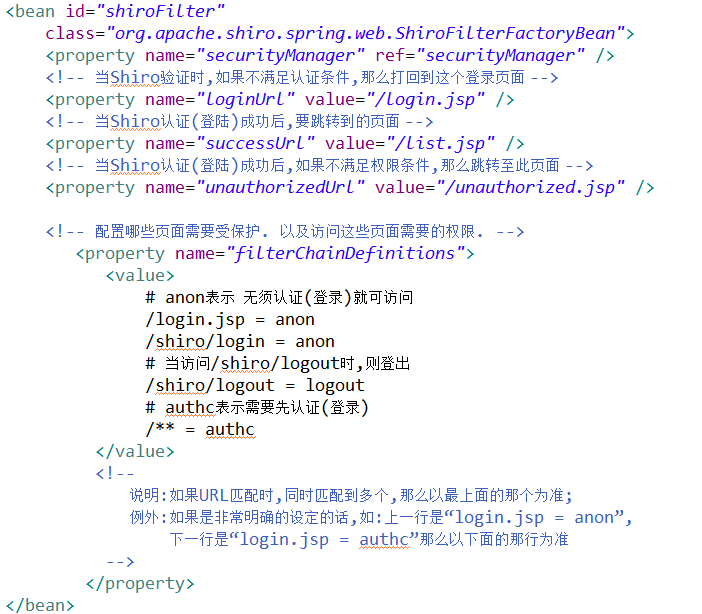 <bean id="shiroFilter"
class="org.apache.shiro.spring.web.ShiroFilterFactoryBean">
<property name="securityManager" ref="securityManager" />
<!-- 当Shiro验证时,如果不满足认证条件,那么打回到这个登录页面 -->
<property name="loginUrl" value="/login.jsp" />
<!-- 当Shiro认证(登陆)成功后,要跳转到的页面 -->
<property name="successUrl" value="/list.jsp" />
<!-- 当Shiro认证(登陆)成功后,如果不满足权限条件,那么跳转至此页面 -->
<property name="unauthorizedUrl" value="/unauthorized.jsp" />
<!-- 配置哪些页面需要受保护. 以及访问这些页面需要的权限. -->
<property name="filterChainDefinitions">
<value>
# anon表示 无须认证(登录)就可访问
/login.jsp = anon
/shiro/login = anon
# 当访问/shiro/logout时,则登出
/shiro/logout = logout
# authc表示需要先认证(登录)
/** = authc
</value>
<!--
说明:如果URL匹配时,同时匹配到多个,那么以最上面的那个为准;
例外:如果是非常明确的设定的话,如:上一行是“login.jsp = anon”,
下一行是“login.jsp = authc”那么以下面的那行为准
-->
</property>
</bean>